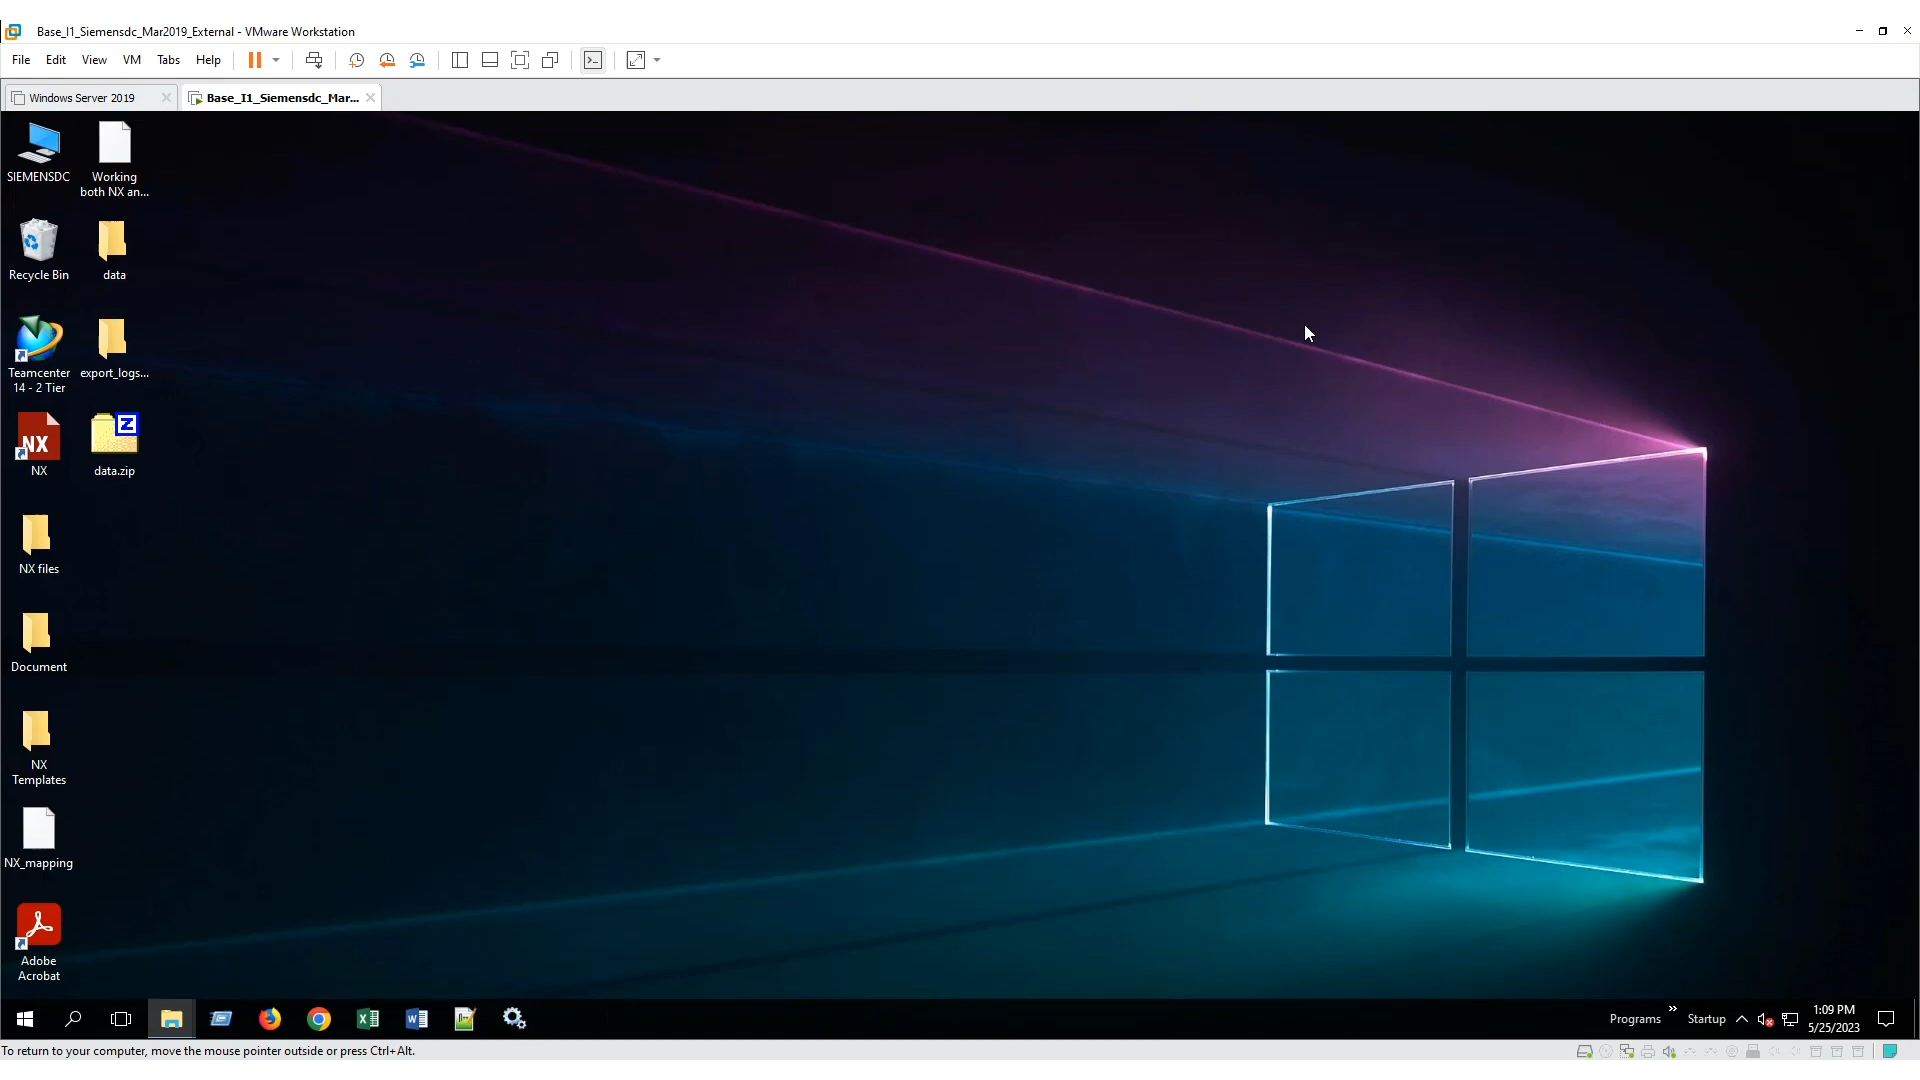 Base_I1_Siemensdc_Mar2019_External - VMware Workstation
File Edit View VM Tabs Help
Windows Server 2019
Base_I1_Siemensdc_Mar...
SIEMENSDC
Working
both NX an...
Recycle Bin
data
Teamcenter
14 - 2 Tier
export_logs...
NX
NX
Z
data.zip
NX files
Document
NX
Templates
NX_mapping
Adobe
Acrobat
Programs
Startup
1:09 PM
5/25/2023
To return to your computer, move the mouse pointer outside or press Ctrl+Alt.